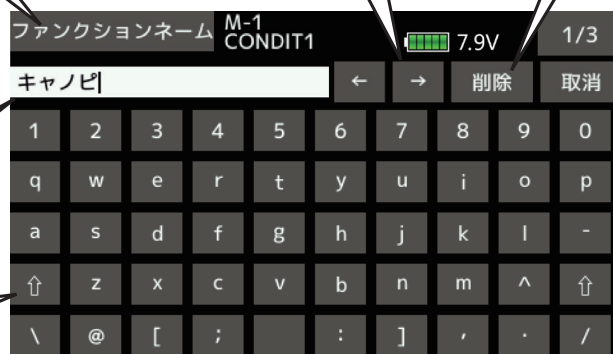 ファンクションネーム M-1 CONDIT1 7.9V 1/3
キャノピ ← → 削除 取消
1 2 3 4 5 6 7 8 9 0
q w e r t y u i o p
a s d f g h j k l -
⇧ z x c v b n m ^ ⇧
\ @ [ ; : ] , . /